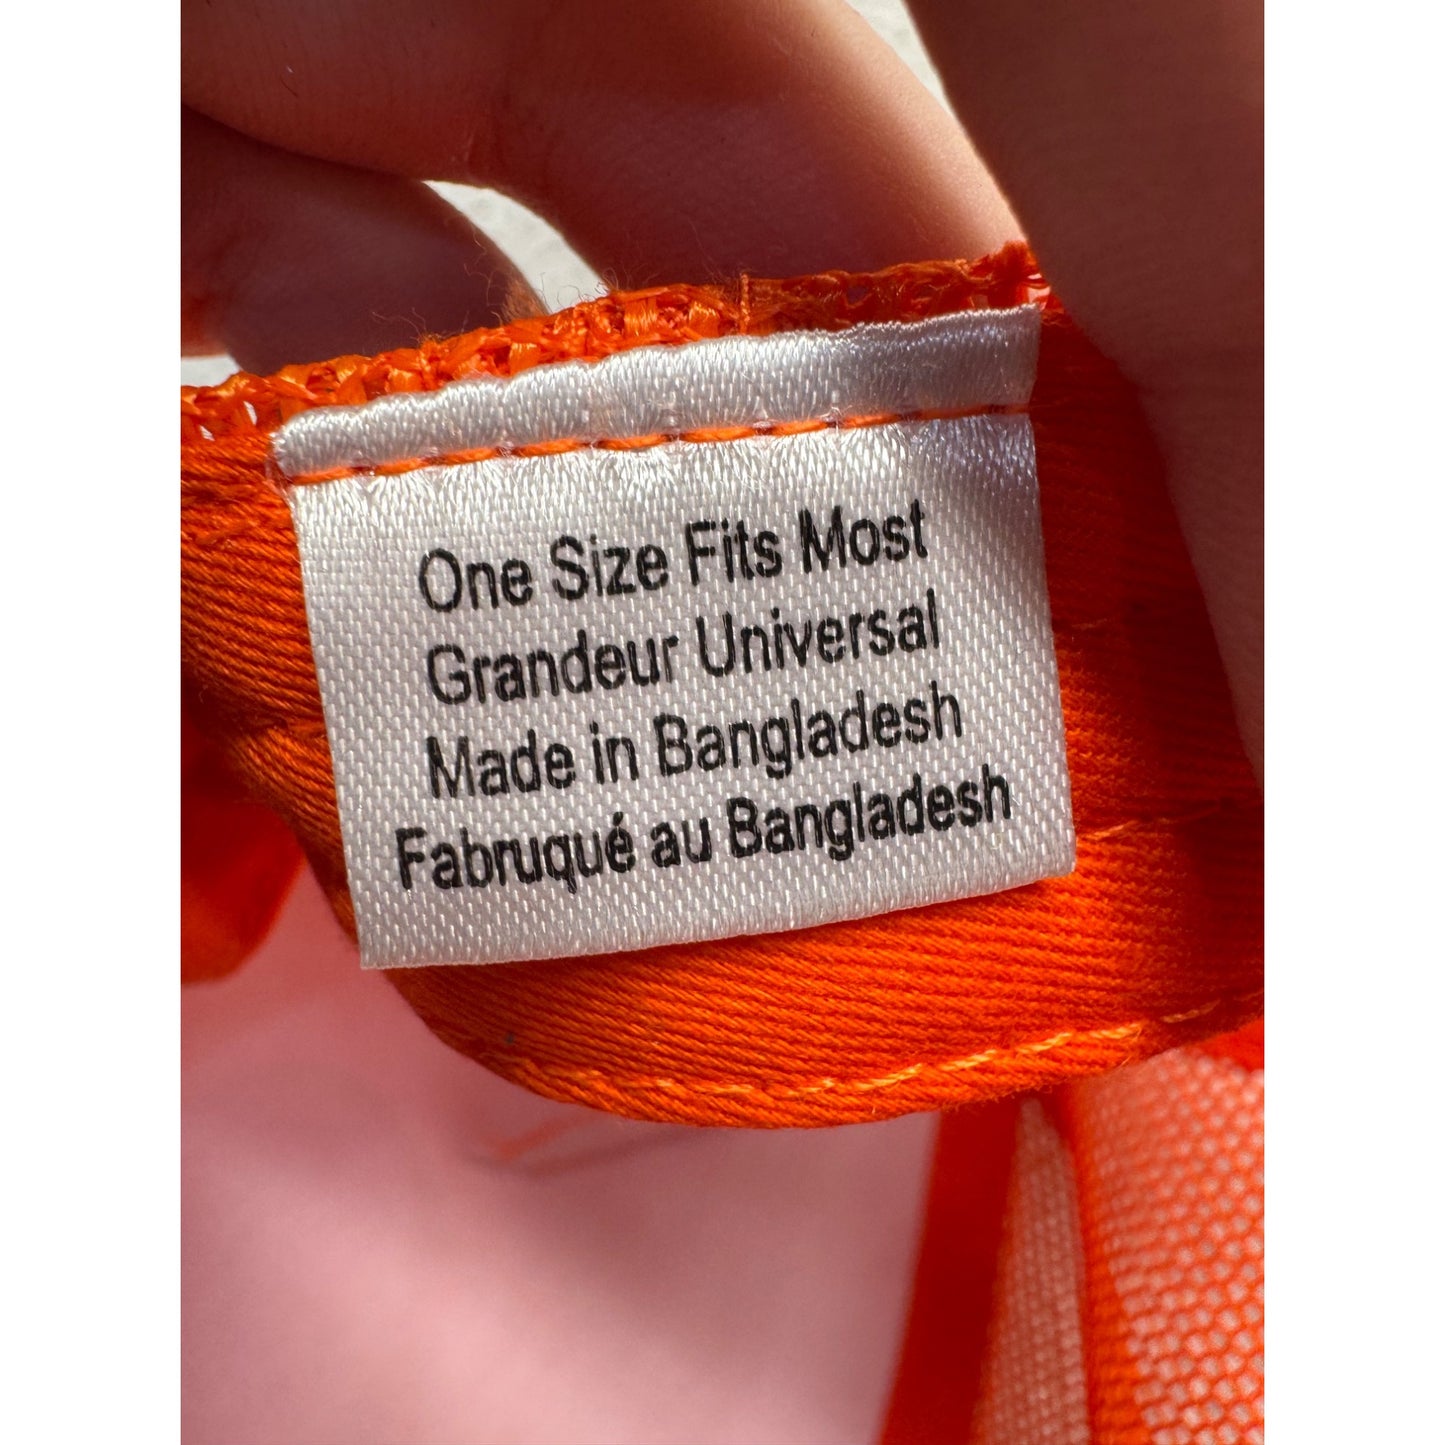 One Size Fits Most
Grandeur Universal
Made in Bangladesh
Fabruqué au Bangladesh